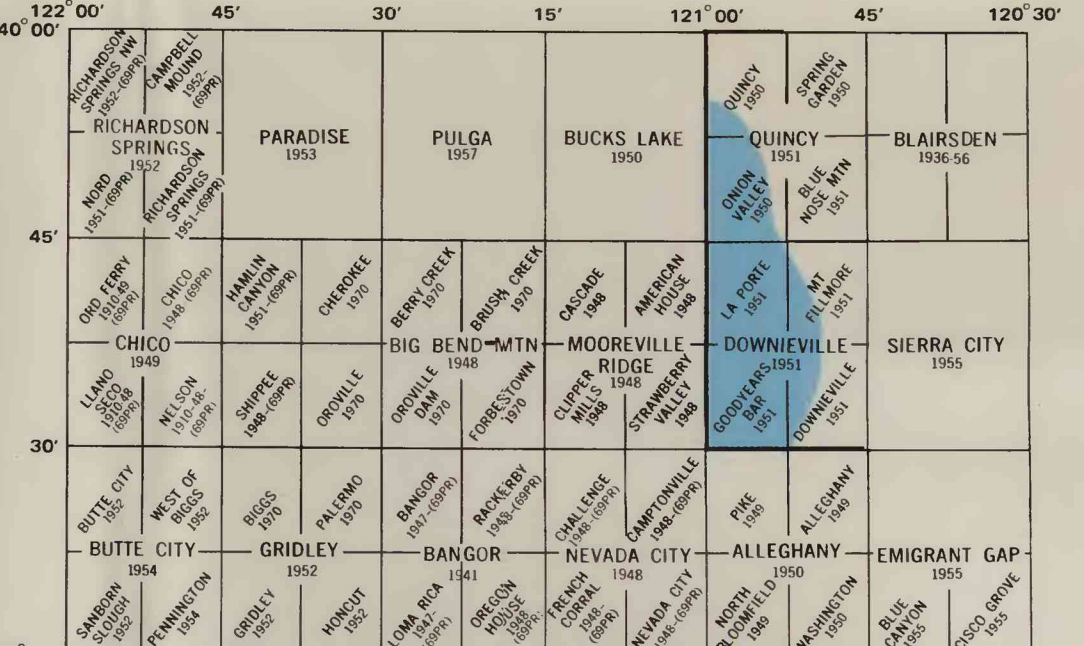 122°00' 45' 30' 15' 121°00' 45' 120°30'
40°00'
RICHARDSON
SPRINGS NW
1952-(69PR)
CAMPBELL
MOUND
1952-
(69PR)
RICHARDSON
SPRINGS
1952
NORD
1951-(69PR)
RICHARDSON
SPRINGS
1951-(69PR)
PARADISE
1953
PULGA
1957
BUCKS LAKE
1950
QUINCY
1950
SPRING
GARDEN
1950
QUINCY
1951
ONION
VALLEY
1950
BLUE
NOSE MTN
1951
BLAIRSDEN
1936-56
45'
ORD FERRY
1910-49
(69PR)
CHICO
1948 (69PR)
CHICO
1949
LLANO
SECO
1910-48
(69PR)
NELSON
1910-48-
(69PR)
HAMLIN
CANYON
1951-(69PR)
CHEROKEE
1970
SHIPPEE
1948-(69PR)
OROVILLE
1970
BERRY CREEK
1970
BRUSH CREEK
1970
BIG BEND MTN
1948
OROVILLE
DAM
1970
FORBESTOWN
1970
CASCADE
1948
AMERICAN
HOUSE
1948
MOOREVILLE
RIDGE
1948
CLIPPER
MILLS
1948
STRAWBERRY
VALLEY
1948
LA PORTE
1951
MT
FILLMORE
1951
DOWNIEVILLE
1951
GOODYEARS
BAR
1951
DOWNIEVILLE
1951
SIERRA CITY
1955
30'
BUTTE CITY
1952
WEST OF
BIGGS
1952
BUTTE CITY
1954
SANBORN
SLOUGH
1952
PENNINGTON
1954
BIGGS
1970
PALERMO
1970
GRIDLEY
1952
GRIDLEY
1952
HONCUT
1952
BANGOR
1947-(69PR)
RACKERBY
1948-(69PR)
BANGOR
1941
LOMA RICA
1947-
(69PR)
OREGON
HOUSE
1948
(69PR)
CHALLENGE
1948-(69PR)
CAMPTONVILLE
1948-(69PR)
NEVADA CITY
1948
FRENCH
CORRAL
1948-
(69PR)
NEVADA CITY
1948-(69PR)
PIKE
1949
ALLEGHANY
1949
ALLEGHANY
1950
NORTH
BLOOMFIELD
1949
WASHINGTON
1950
EMIGRANT GAP
1955
BLUE
CANYON
1955
CISCO GROVE
1955